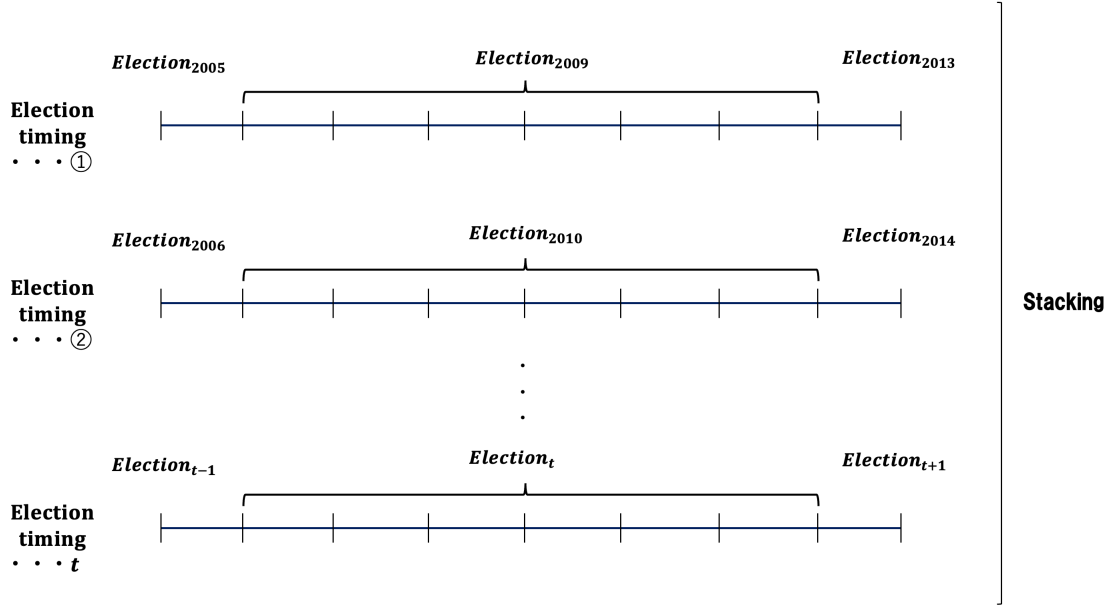 Election₂₀₀₅ Election₂₀₀₉ Election₂₀₁₃
Election
timing
・・・①
Election₂₀₀₆ Election₂₀₁₀ Election₂₀₁₄
Election
timing
・・・②
Stacking
Electionₜ₋₁ Electionₜ Electionₜ₊₁
Election
timing
・・・t